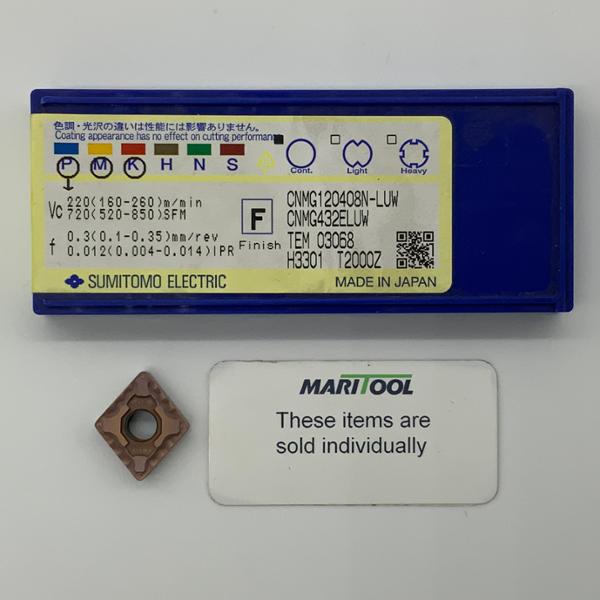 色調・光沢の違いは性能には影響ありません。
Coating appearance has no effect on cutting performance.
P M K H N S
Cont. Light Heavy
Vc 220(160-260)m/min
720(520-850)SFM
f 0.3(0.1-0.35)mm/rev
0.012(0.004-0.014)IPR
F
Finish
CNMG120408N-LUW
CNMG432ELUW
TEM 03068
H3301 T2000Z
SUMITOMO ELECTRIC
MADE IN JAPAN
MARITOOL
These items are
sold individually